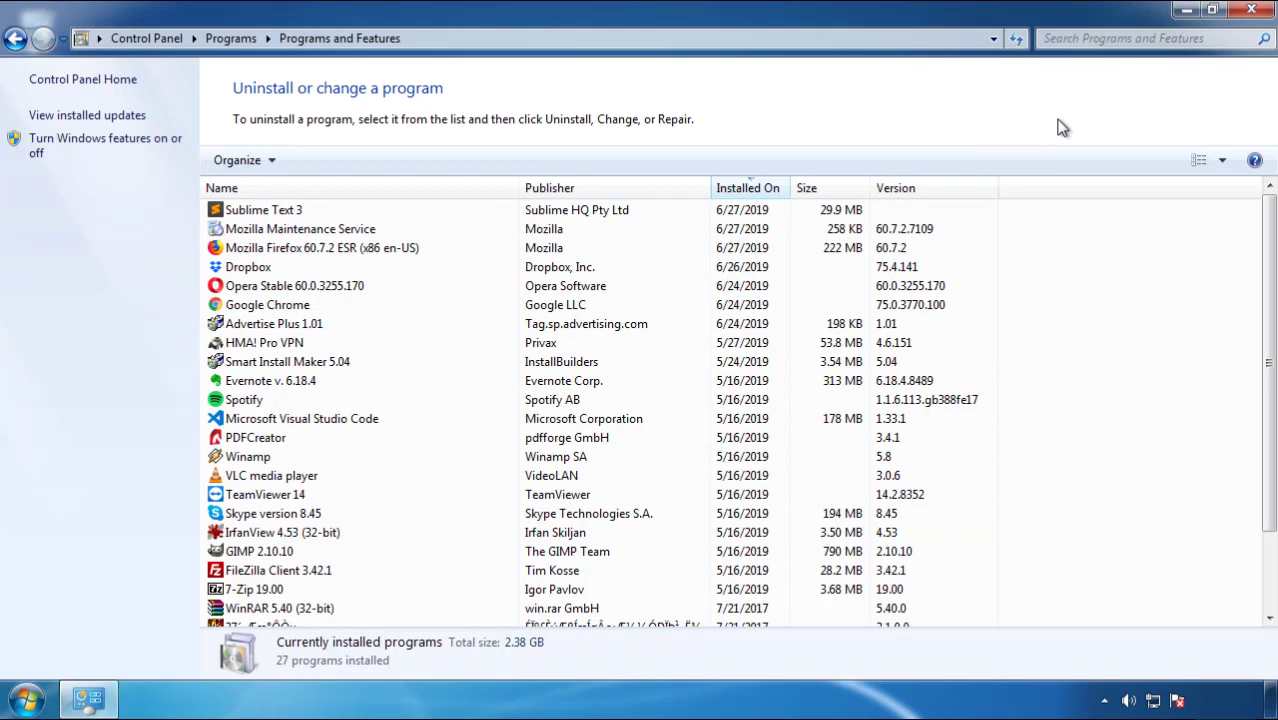 Control Panel Programs Programs and Features
Search Programs and Features
Control Panel Home
View installed updates
Turn Windows features on or
off
Uninstall or change a program
To uninstall a program, select it from the list and then click Uninstall, Change, or Repair.
Organize
Name Publisher Installed On Size Version
Sublime Text 3 Sublime HQ Pty Ltd 6/27/2019 29.9 MB
Mozilla Maintenance Service Mozilla 6/27/2019 258 KB 60.7.2.7109
Mozilla Firefox 60.7.2 ESR (x86 en-US) Mozilla 6/27/2019 222 MB 60.7.2
Dropbox Dropbox, Inc. 6/26/2019 75.4.141
Opera Stable 60.0.3255.170 Opera Software 6/24/2019 60.0.3255.170
Google Chrome Google LLC 6/24/2019 75.0.3770.100
Advertise Plus 1.01 Tag.sp.advertising.com 6/24/2019 198 KB 1.01
HMA! Pro VPN Privax 5/27/2019 53.8 MB 4.6.151
Smart Install Maker 5.04 InstallBuilders 5/24/2019 3.54 MB 5.04
Evernote v. 6.18.4 Evernote Corp. 5/16/2019 313 MB 6.18.4.8489
Spotify Spotify AB 5/16/2019 1.1.6.113.gb388fe17
Microsoft Visual Studio Code Microsoft Corporation 5/16/2019 178 MB 1.33.1
PDFCreator pdfforge GmbH 5/16/2019 3.4.1
Winamp Winamp SA 5/16/2019 5.8
VLC media player VideoLAN 5/16/2019 3.0.6
TeamViewer 14 TeamViewer 5/16/2019 14.2.8352
Skype version 8.45 Skype Technologies S.A. 5/16/2019 194 MB 8.45
IrfanView 4.53 (32-bit) Irfan Skiljan 5/16/2019 3.50 MB 4.53
GIMP 2.10.10 The GIMP Team 5/16/2019 790 MB 2.10.10
FileZilla Client 3.42.1 Tim Kosse 5/16/2019 28.2 MB 3.42.1
7-Zip 19.00 Igor Pavlov 5/16/2019 3.68 MB 19.00
WinRAR 5.40 (32-bit) win.rar GmbH 7/21/2017 5.40.0
7/21/2017
Currently installed programs Total size: 2.38 GB
27 programs installed